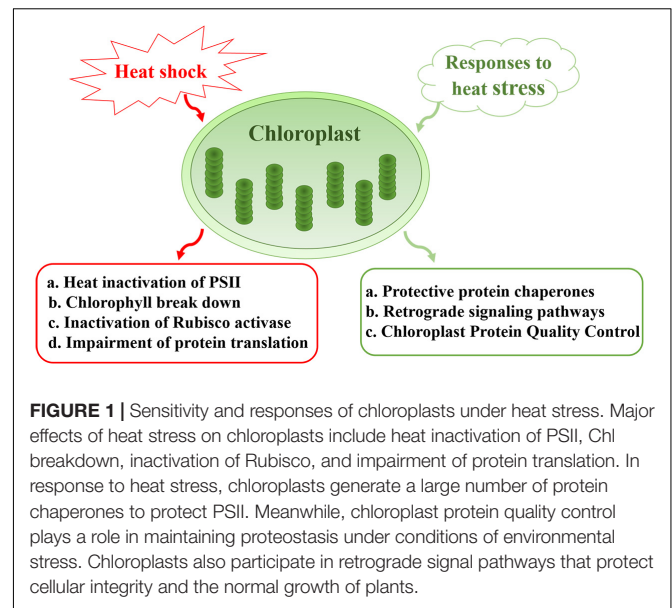 Heat shock
Responses to
heat stress
Chloroplast
a. Heat inactivation of PSII
b. Chlorophyll break down
c. Inactivation of Rubisco activase
d. Impairment of protein translation
a. Protective protein chaperones
b. Retrograde signaling pathways
c. Chloroplast Protein Quality Control
FIGURE 1 | Sensitivity and responses of chloroplasts under heat stress. Major
effects of heat stress on chloroplasts include heat inactivation of PSII, Chl
breakdown, inactivation of Rubisco, and impairment of protein translation. In
response to heat stress, chloroplasts generate a large number of protein
chaperones to protect PSII. Meanwhile, chloroplast protein quality control
plays a role in maintaining proteostasis under conditions of environmental
stress. Chloroplasts also participate in retrograde signal pathways that protect
cellular integrity and the normal growth of plants.